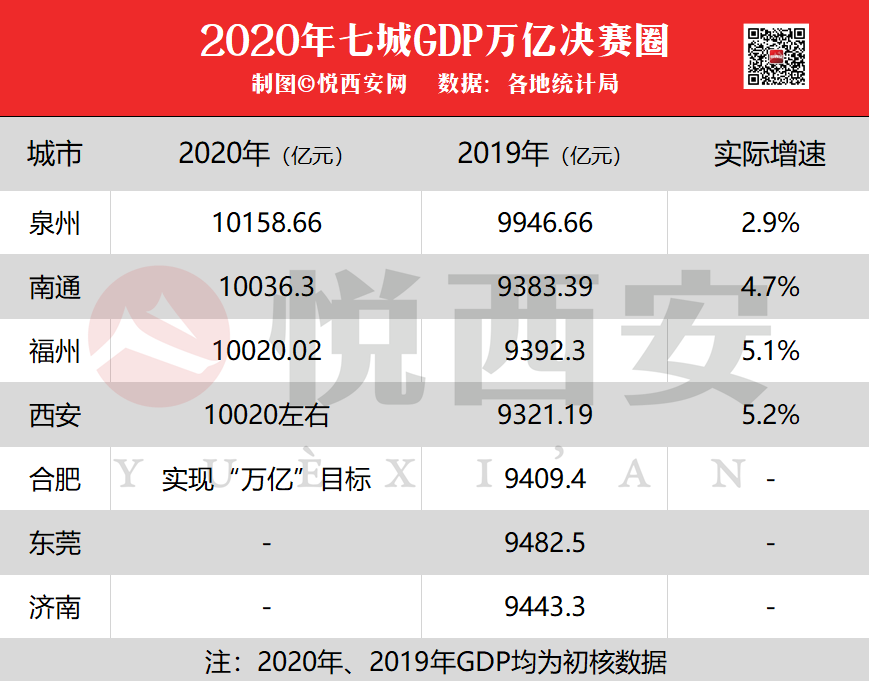 2020年七城GDP万亿决赛圈
制图©悦西安网 数据：各地统计局
城市 2020年（亿元） 2019年（亿元） 实际增速
泉州 10158.66 9946.66 2.9%
南通 10036.3 9383.39 4.7%
福州 10020.02 9392.3 5.1%
西安 10020左右 9321.19 5.2%
合肥 实现“万亿”目标 9409.4 -
东莞 - 9482.5 -
济南 - 9443.3 -
注：2020年、2019年GDP均为初核数据
悦西安
YUÈXI’AN